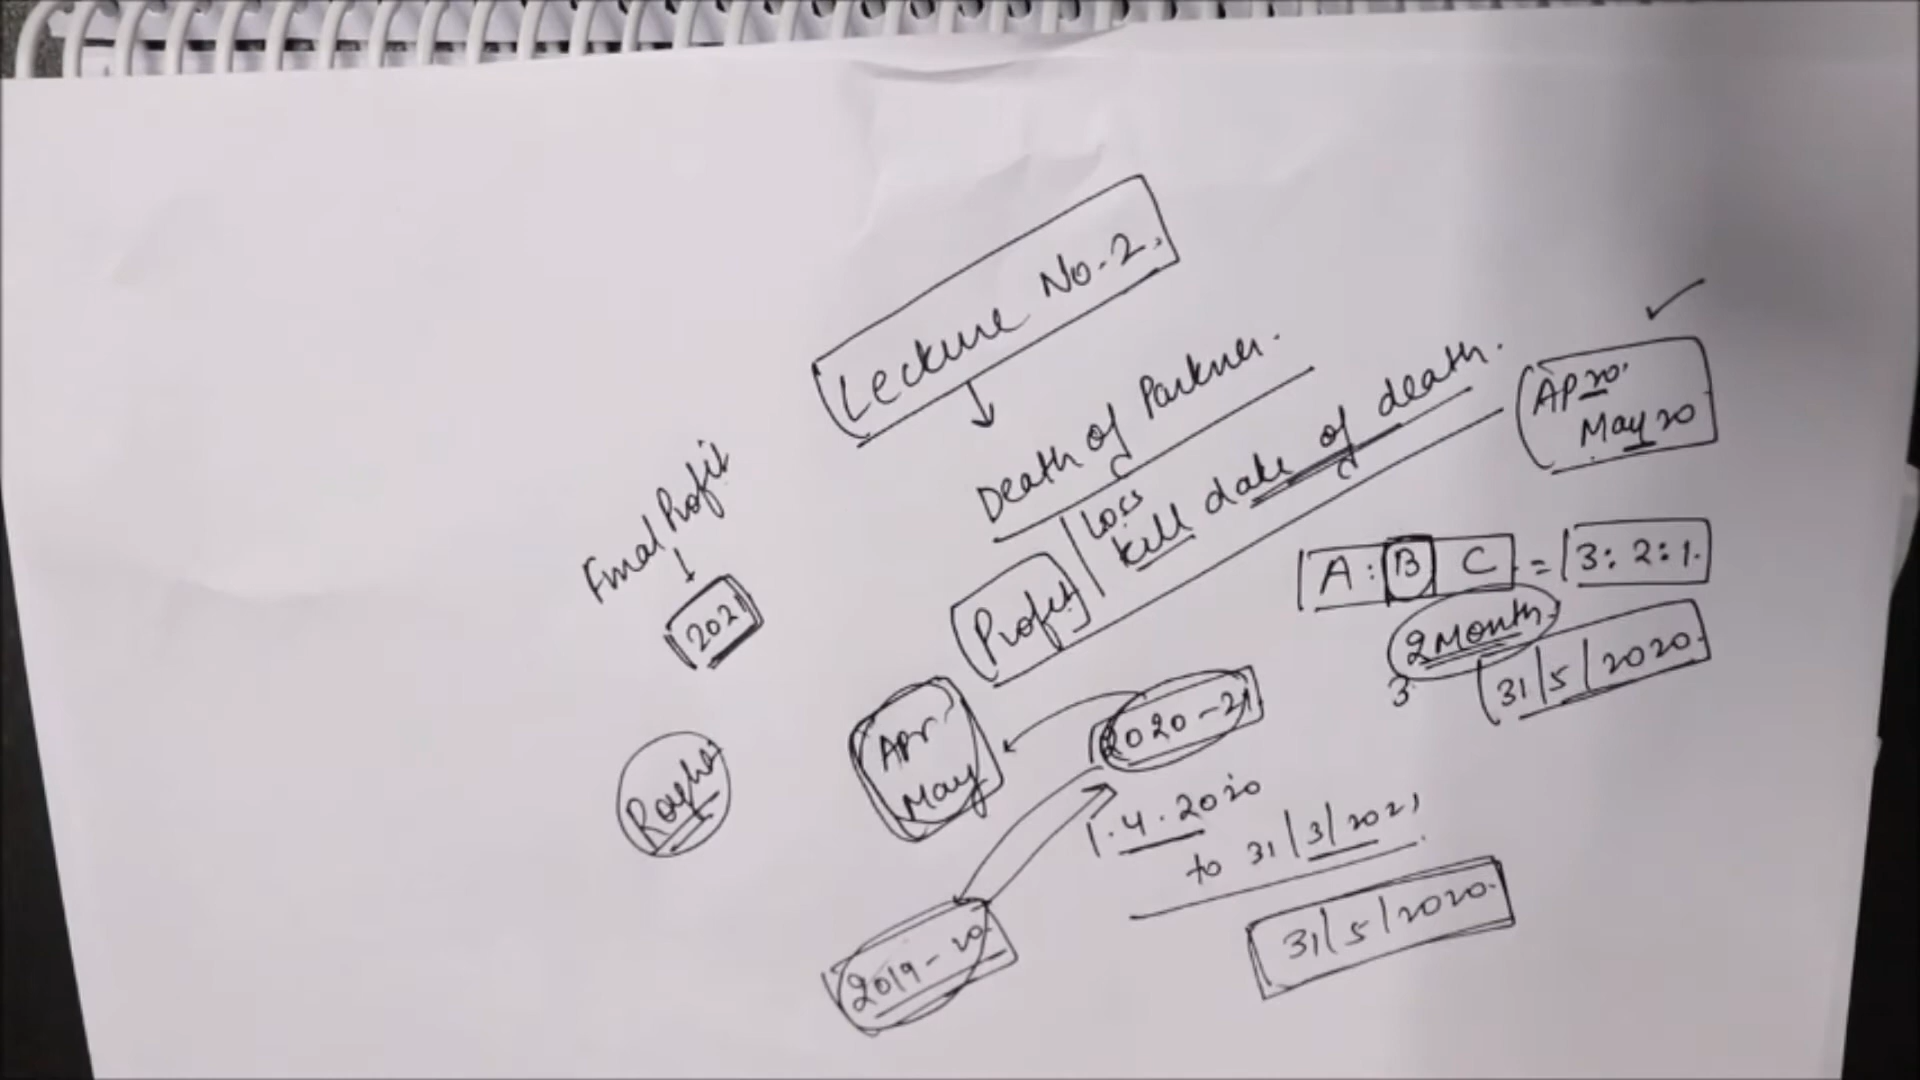 Lecture No-2.
Death of Partner.
Profit / Loss
till date of death.
AP 20.
May 20
A : B C = 3:2:1.
2 Month
3
31/5/2020.
Final Profit
2021
Apr
May
2020-21
1.4.2020
to 31/3/2021
31/5/2020.
2019-20